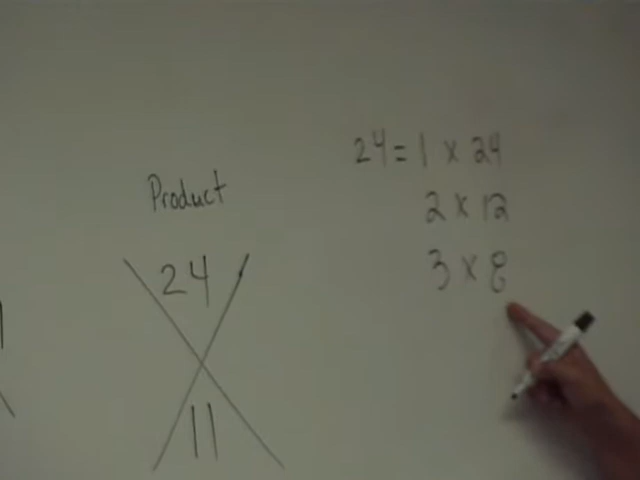 Product
24
11
24 = 1 x 24
2 x 12
3 x 8